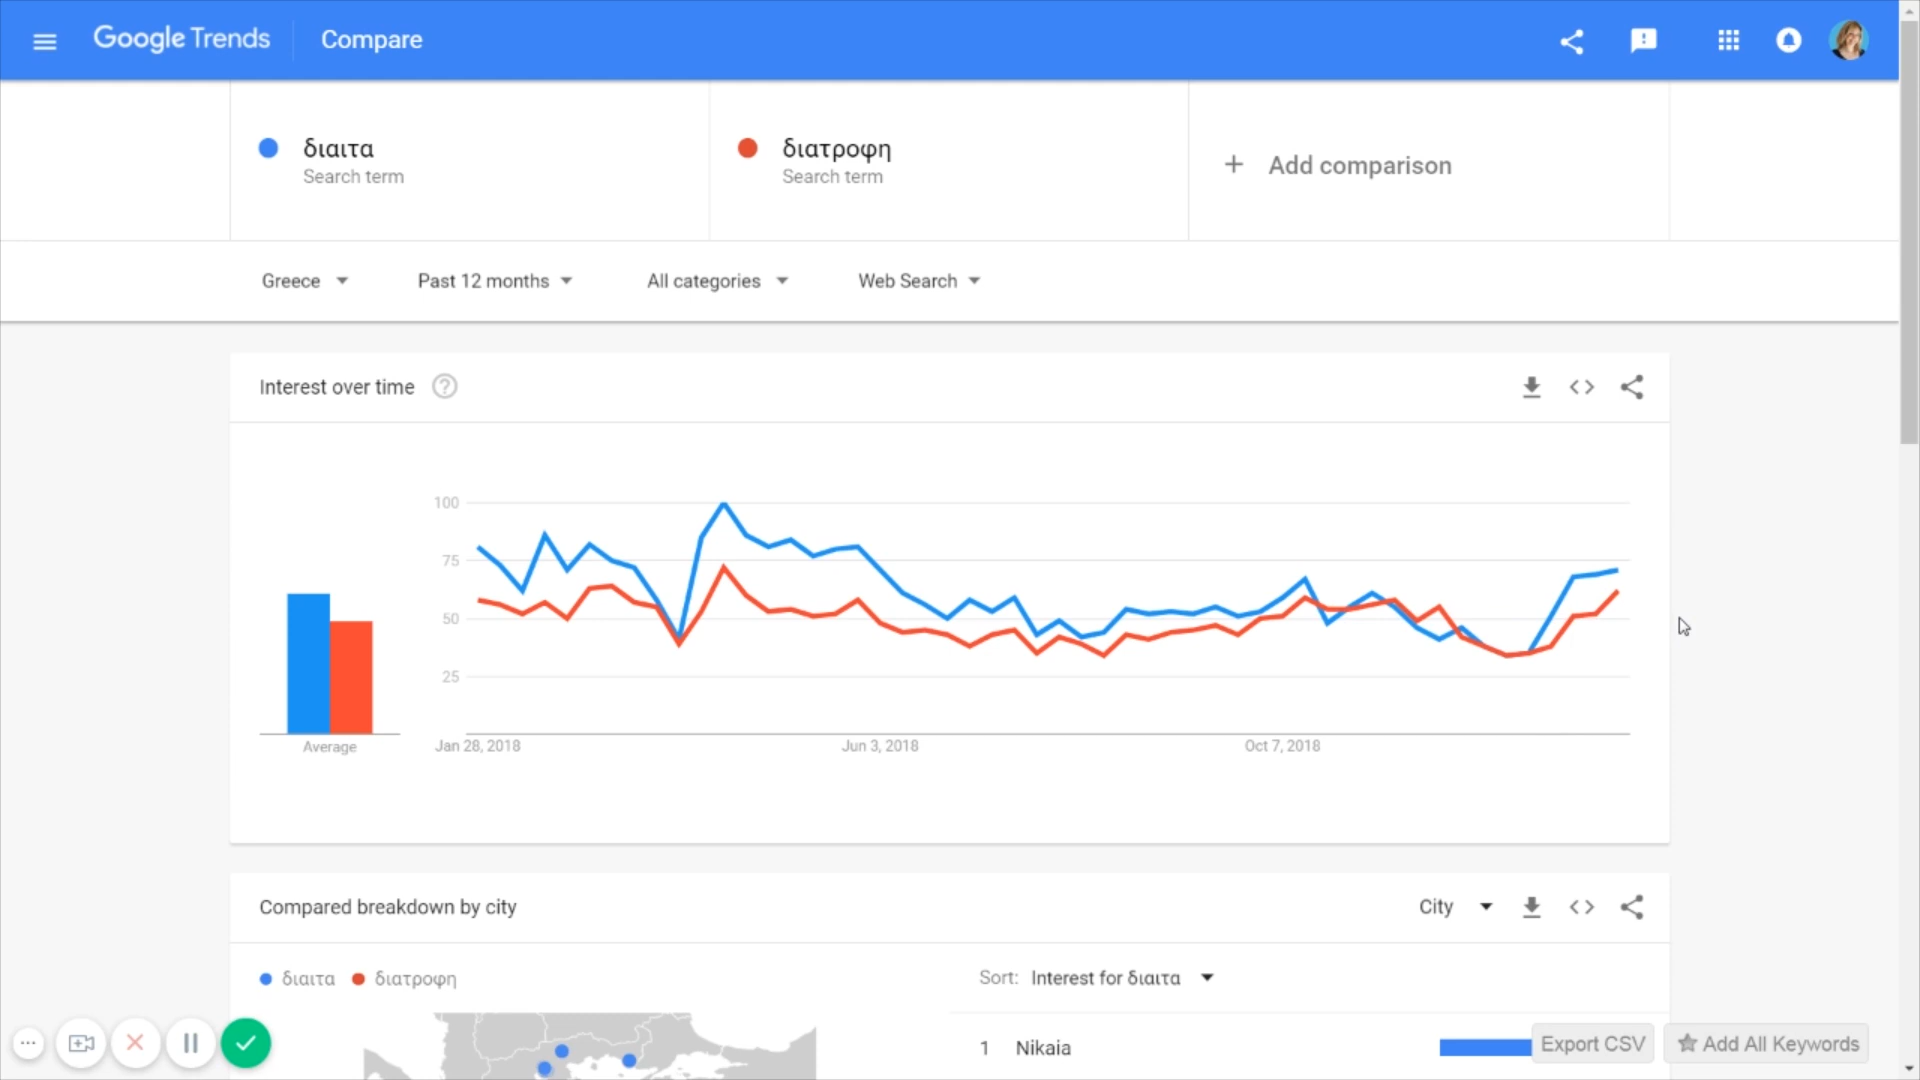 Google Trends Compare
διαιτα
Search term
διατροφη
Search term
+ Add comparison
Greece Past 12 months All categories Web Search
Interest over time ?
100
75
50
25
Average
Jan 28, 2018 Jun 3, 2018 Oct 7, 2018
Compared breakdown by city City
διαιτα διατροφη
Sort: Interest for διαιτα
1 Nikaia
Export CSV Add All Keywords